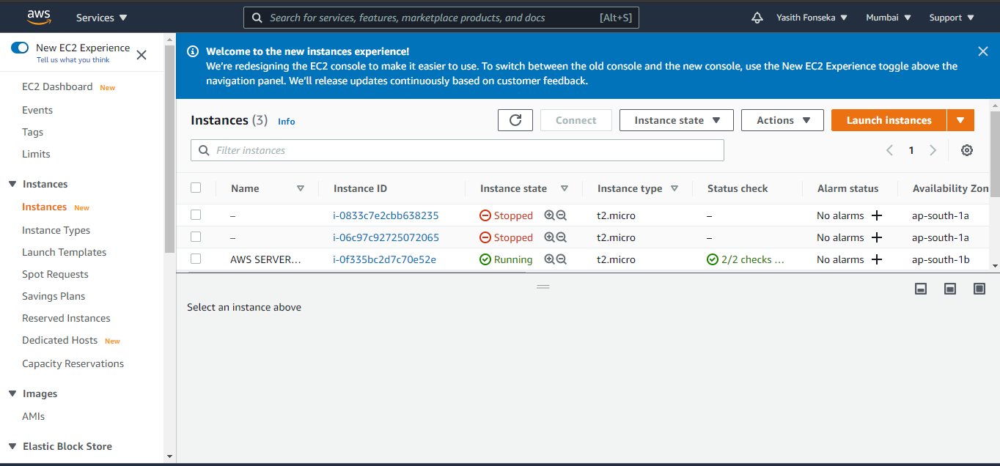 aws
Services
Search for services, features, marketplace products, and docs [Alt+S]
Yasith Fonseka
Mumbai
Support
New EC2 Experience
Tell us what you think
EC2 Dashboard New
Events
Tags
Limits
Instances
Instances New
Instance Types
Launch Templates
Spot Requests
Savings Plans
Reserved Instances
Dedicated Hosts New
Capacity Reservations
Images
AMIs
Elastic Block Store
Welcome to the new instances experience!
We're redesigning the EC2 console to make it easier to use. To switch between the old console and the new console, use the New EC2 Experience toggle above the
navigation panel. We'll release updates continuously based on customer feedback.
Instances (3) Info
Connect
Instance state
Actions
Launch instances
Filter instances
1
Name Instance ID Instance state Instance type Status check Alarm status Availability Zon
– i-0833c7e2cbb638235 Stopped t2.micro – No alarms + ap-south-1a
– i-06c97c92725072065 Stopped t2.micro – No alarms + ap-south-1a
AWS SERVER... i-0f335bc2d7c70e52e Running t2.micro 2/2 checks ... No alarms + ap-south-1b
Select an instance above